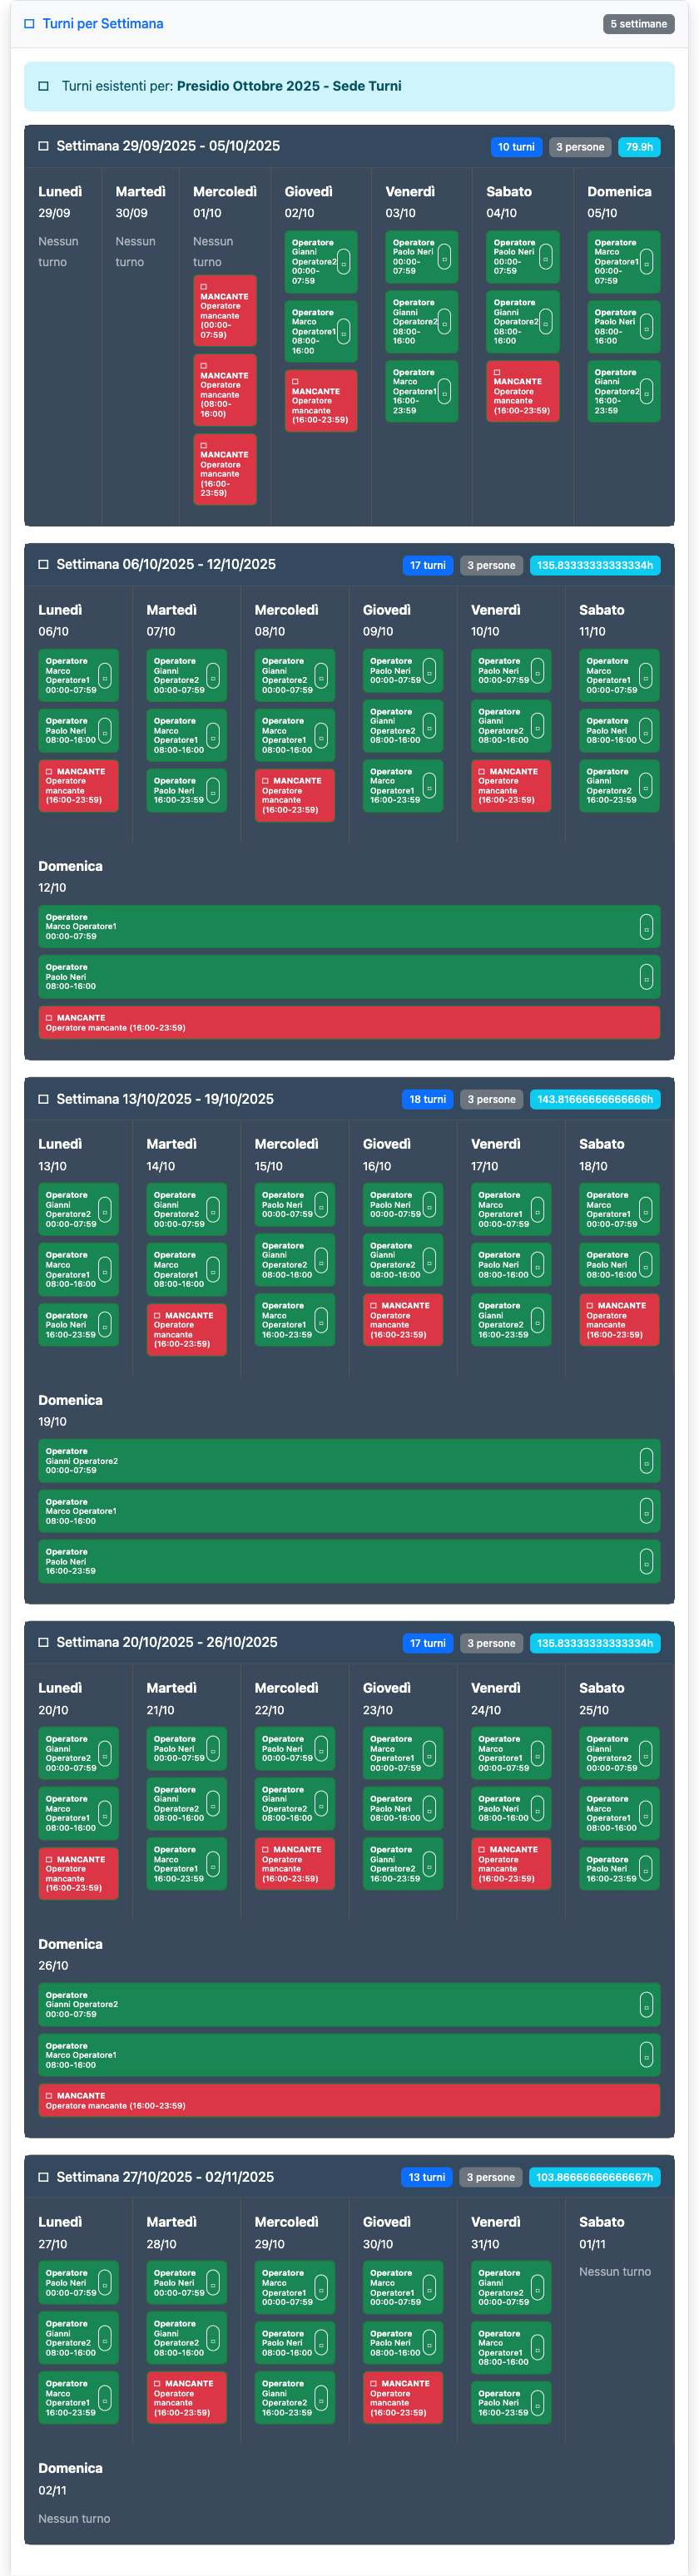 Turni per Settimana
5 settimane
Turni esistenti per: Presidio Ottobre 2025 - Sede Turni
Settimana 29/09/2025 - 05/10/2025
10 turni
3 persone
79.9h
Lunedì
29/09
Nessun
turno
Martedì
30/09
Nessun
turno
Mercoledì
01/10
Nessun
turno
MANCANTE
Operatore
mancante
(00:00-
07:59)
MANCANTE
Operatore
mancante
(08:00-
16:00)
MANCANTE
Operatore
mancante
(16:00-
23:59)
Giovedì
02/10
Operatore
Gianni
Operatore2
00:00-
07:59
Operatore
Marco
Operatore1
08:00-
16:00
MANCANTE
Operatore
mancante
(16:00-23:59)
Venerdì
03/10
Operatore
Paolo Neri
00:00-
07:59
Operatore
Gianni
Operatore2
08:00-
16:00
Operatore
Marco
Operatore1
16:00-
23:59
Sabato
04/10
Operatore
Paolo Neri
00:00-
07:59
Operatore
Gianni
Operatore2
08:00-
16:00
MANCANTE
Operatore
mancante
(16:00-23:59)
Domenica
05/10
Operatore
Marco
Operatore1
00:00-
07:59
Operatore
Paolo Neri
08:00-
16:00
Operatore
Gianni
Operatore2
16:00-
23:59
Settimana 06/10/2025 - 12/10/2025
17 turni
3 persone
135.83333333333334h
Lunedì
06/10
Operatore
Marco
Operatore1
00:00-07:59
Operatore
Paolo Neri
08:00-16:00
MANCANTE
Operatore
mancante
(16:00-23:59)
Martedì
07/10
Operatore
Gianni
Operatore2
00:00-07:59
Operatore
Marco
Operatore1
08:00-16:00
Operatore
Paolo Neri
16:00-23:59
Mercoledì
08/10
Operatore
Gianni
Operatore2
00:00-07:59
Operatore
Marco
Operatore1
08:00-16:00
MANCANTE
Operatore
mancante
(16:00-23:59)
Giovedì
09/10
Operatore
Paolo Neri
00:00-07:59
Operatore
Gianni
Operatore2
08:00-16:00
Operatore
Marco
Operatore1
16:00-23:59
Venerdì
10/10
Operatore
Paolo Neri
00:00-07:59
Operatore
Gianni
Operatore2
08:00-16:00
MANCANTE
Operatore
mancante
(16:00-23:59)
Sabato
11/10
Operatore
Marco
Operatore1
00:00-07:59
Operatore
Paolo Neri
08:00-16:00
Operatore
Gianni
Operatore2
16:00-23:59
Domenica
12/10
Operatore
Marco Operatore1
00:00-07:59
Operatore
Paolo Neri
08:00-16:00
MANCANTE
Operatore mancante (16:00-23:59)
Settimana 13/10/2025 - 19/10/2025
18 turni
3 persone
143.81666666666666h
Lunedì
13/10
Operatore
Gianni
Operatore2
00:00-07:59
Operatore
Marco
Operatore1
08:00-16:00
Operatore
Paolo Neri
16:00-23:59
Martedì
14/10
Operatore
Gianni
Operatore2
00:00-07:59
Operatore
Marco
Operatore1
08:00-16:00
MANCANTE
Operatore
mancante
(16:00-23:59)
Mercoledì
15/10
Operatore
Paolo Neri
00:00-07:59
Operatore
Gianni
Operatore2
08:00-16:00
Operatore
Marco
Operatore1
16:00-23:59
Giovedì
16/10
Operatore
Paolo Neri
00:00-07:59
Operatore
Gianni
Operatore2
08:00-16:00
MANCANTE
Operatore
mancante
(16:00-23:59)
Venerdì
17/10
Operatore
Marco
Operatore1
00:00-07:59
Operatore
Paolo Neri
08:00-16:00
Operatore
Gianni
Operatore2
16:00-23:59
Sabato
18/10
Operatore
Marco
Operatore1
00:00-07:59
Operatore
Paolo Neri
08:00-16:00
MANCANTE
Operatore
mancante
(16:00-23:59)
Domenica
19/10
Operatore
Gianni Operatore2
00:00-07:59
Operatore
Marco Operatore1
08:00-16:00
Operatore
Paolo Neri
16:00-23:59
Settimana 20/10/2025 - 26/10/2025
17 turni
3 persone
135.83333333333334h
Lunedì
20/10
Operatore
Gianni
Operatore2
00:00-07:59
Operatore
Marco
Operatore1
08:00-16:00
MANCANTE
Operatore
mancante
(16:00-23:59)
Martedì
21/10
Operatore
Paolo Neri
00:00-07:59
Operatore
Gianni
Operatore2
08:00-16:00
Operatore
Marco
Operatore1
16:00-23:59
Mercoledì
22/10
Operatore
Paolo Neri
00:00-07:59
Operatore
Gianni
Operatore2
08:00-16:00
MANCANTE
Operatore
mancante
(16:00-23:59)
Giovedì
23/10
Operatore
Marco
Operatore1
00:00-07:59
Operatore
Paolo Neri
08:00-16:00
Operatore
Gianni
Operatore2
16:00-23:59
Venerdì
24/10
Operatore
Marco
Operatore1
00:00-07:59
Operatore
Paolo Neri
08:00-16:00
MANCANTE
Operatore
mancante
(16:00-23:59)
Sabato
25/10
Operatore
Gianni
Operatore2
00:00-07:59
Operatore
Marco
Operatore1
08:00-16:00
Operatore
Paolo Neri
16:00-23:59
Domenica
26/10
Operatore
Gianni Operatore2
00:00-07:59
Operatore
Marco Operatore1
08:00-16:00
MANCANTE
Operatore mancante (16:00-23:59)
Settimana 27/10/2025 - 02/11/2025
13 turni
3 persone
103.86666666666667h
Lunedì
27/10
Operatore
Paolo Neri
00:00-07:59
Operatore
Gianni
Operatore2
08:00-16:00
Operatore
Marco
Operatore1
16:00-23:59
Martedì
28/10
Operatore
Paolo Neri
00:00-07:59
Operatore
Gianni
Operatore2
08:00-16:00
MANCANTE
Operatore
mancante
(16:00-23:59)
Mercoledì
29/10
Operatore
Marco
Operatore1
00:00-07:59
Operatore
Paolo Neri
08:00-16:00
Operatore
Gianni
Operatore2
16:00-23:59
Giovedì
30/10
Operatore
Marco
Operatore1
00:00-07:59
Operatore
Paolo Neri
08:00-16:00
MANCANTE
Operatore
mancante
(16:00-23:59)
Venerdì
31/10
Operatore
Gianni
Operatore2
00:00-07:59
Operatore
Marco
Operatore1
08:00-16:00
Operatore
Paolo Neri
16:00-23:59
Sabato
01/11
Nessun turno
Domenica
02/11
Nessun turno